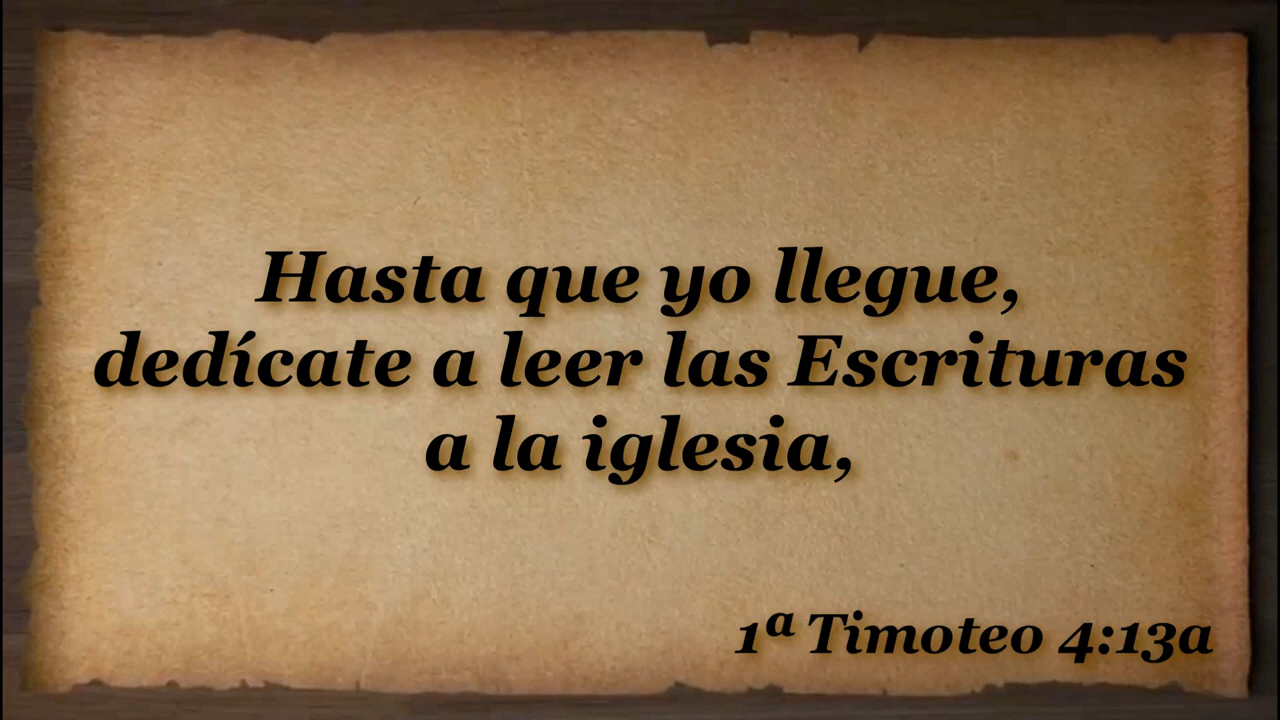 Hasta que yo llegue,
dedícate a leer las Escrituras
a la iglesia,
1ª Timoteo 4:13a